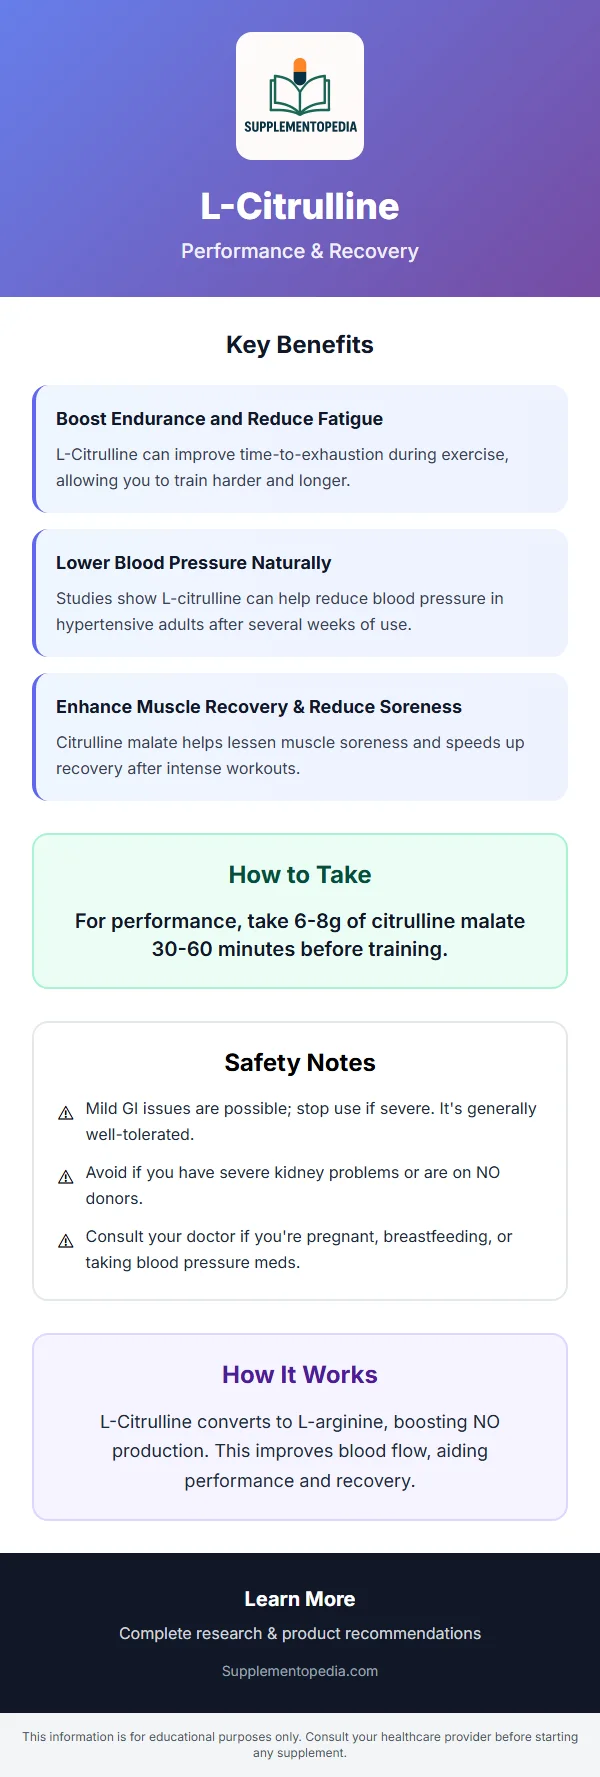 SUPPLEMENTOPEDIA
L-Citrulline
Performance & Recovery
Key Benefits
Boost Endurance and Reduce Fatigue
L-Citrulline can improve time-to-exhaustion during exercise,
allowing you to train harder and longer.
Lower Blood Pressure Naturally
Studies show L-citrulline can help reduce blood pressure in
hypertensive adults after several weeks of use.
Enhance Muscle Recovery & Reduce Soreness
Citrulline malate helps lessen muscle soreness and speeds up
recovery after intense workouts.
How to Take
For performance, take 6-8g of citrulline malate
30-60 minutes before training.
Safety Notes
Mild GI issues are possible; stop use if severe. It's generally
well-tolerated.
Avoid if you have severe kidney problems or are on NO
donors.
Consult your doctor if you're pregnant, breastfeeding, or
taking blood pressure meds.
How It Works
L-Citrulline converts to L-arginine, boosting NO
production. This improves blood flow, aiding
performance and recovery.
Learn More
Complete research & product recommendations
Supplementopedia.com
This information is for educational purposes only. Consult your healthcare provider before starting
any supplement.